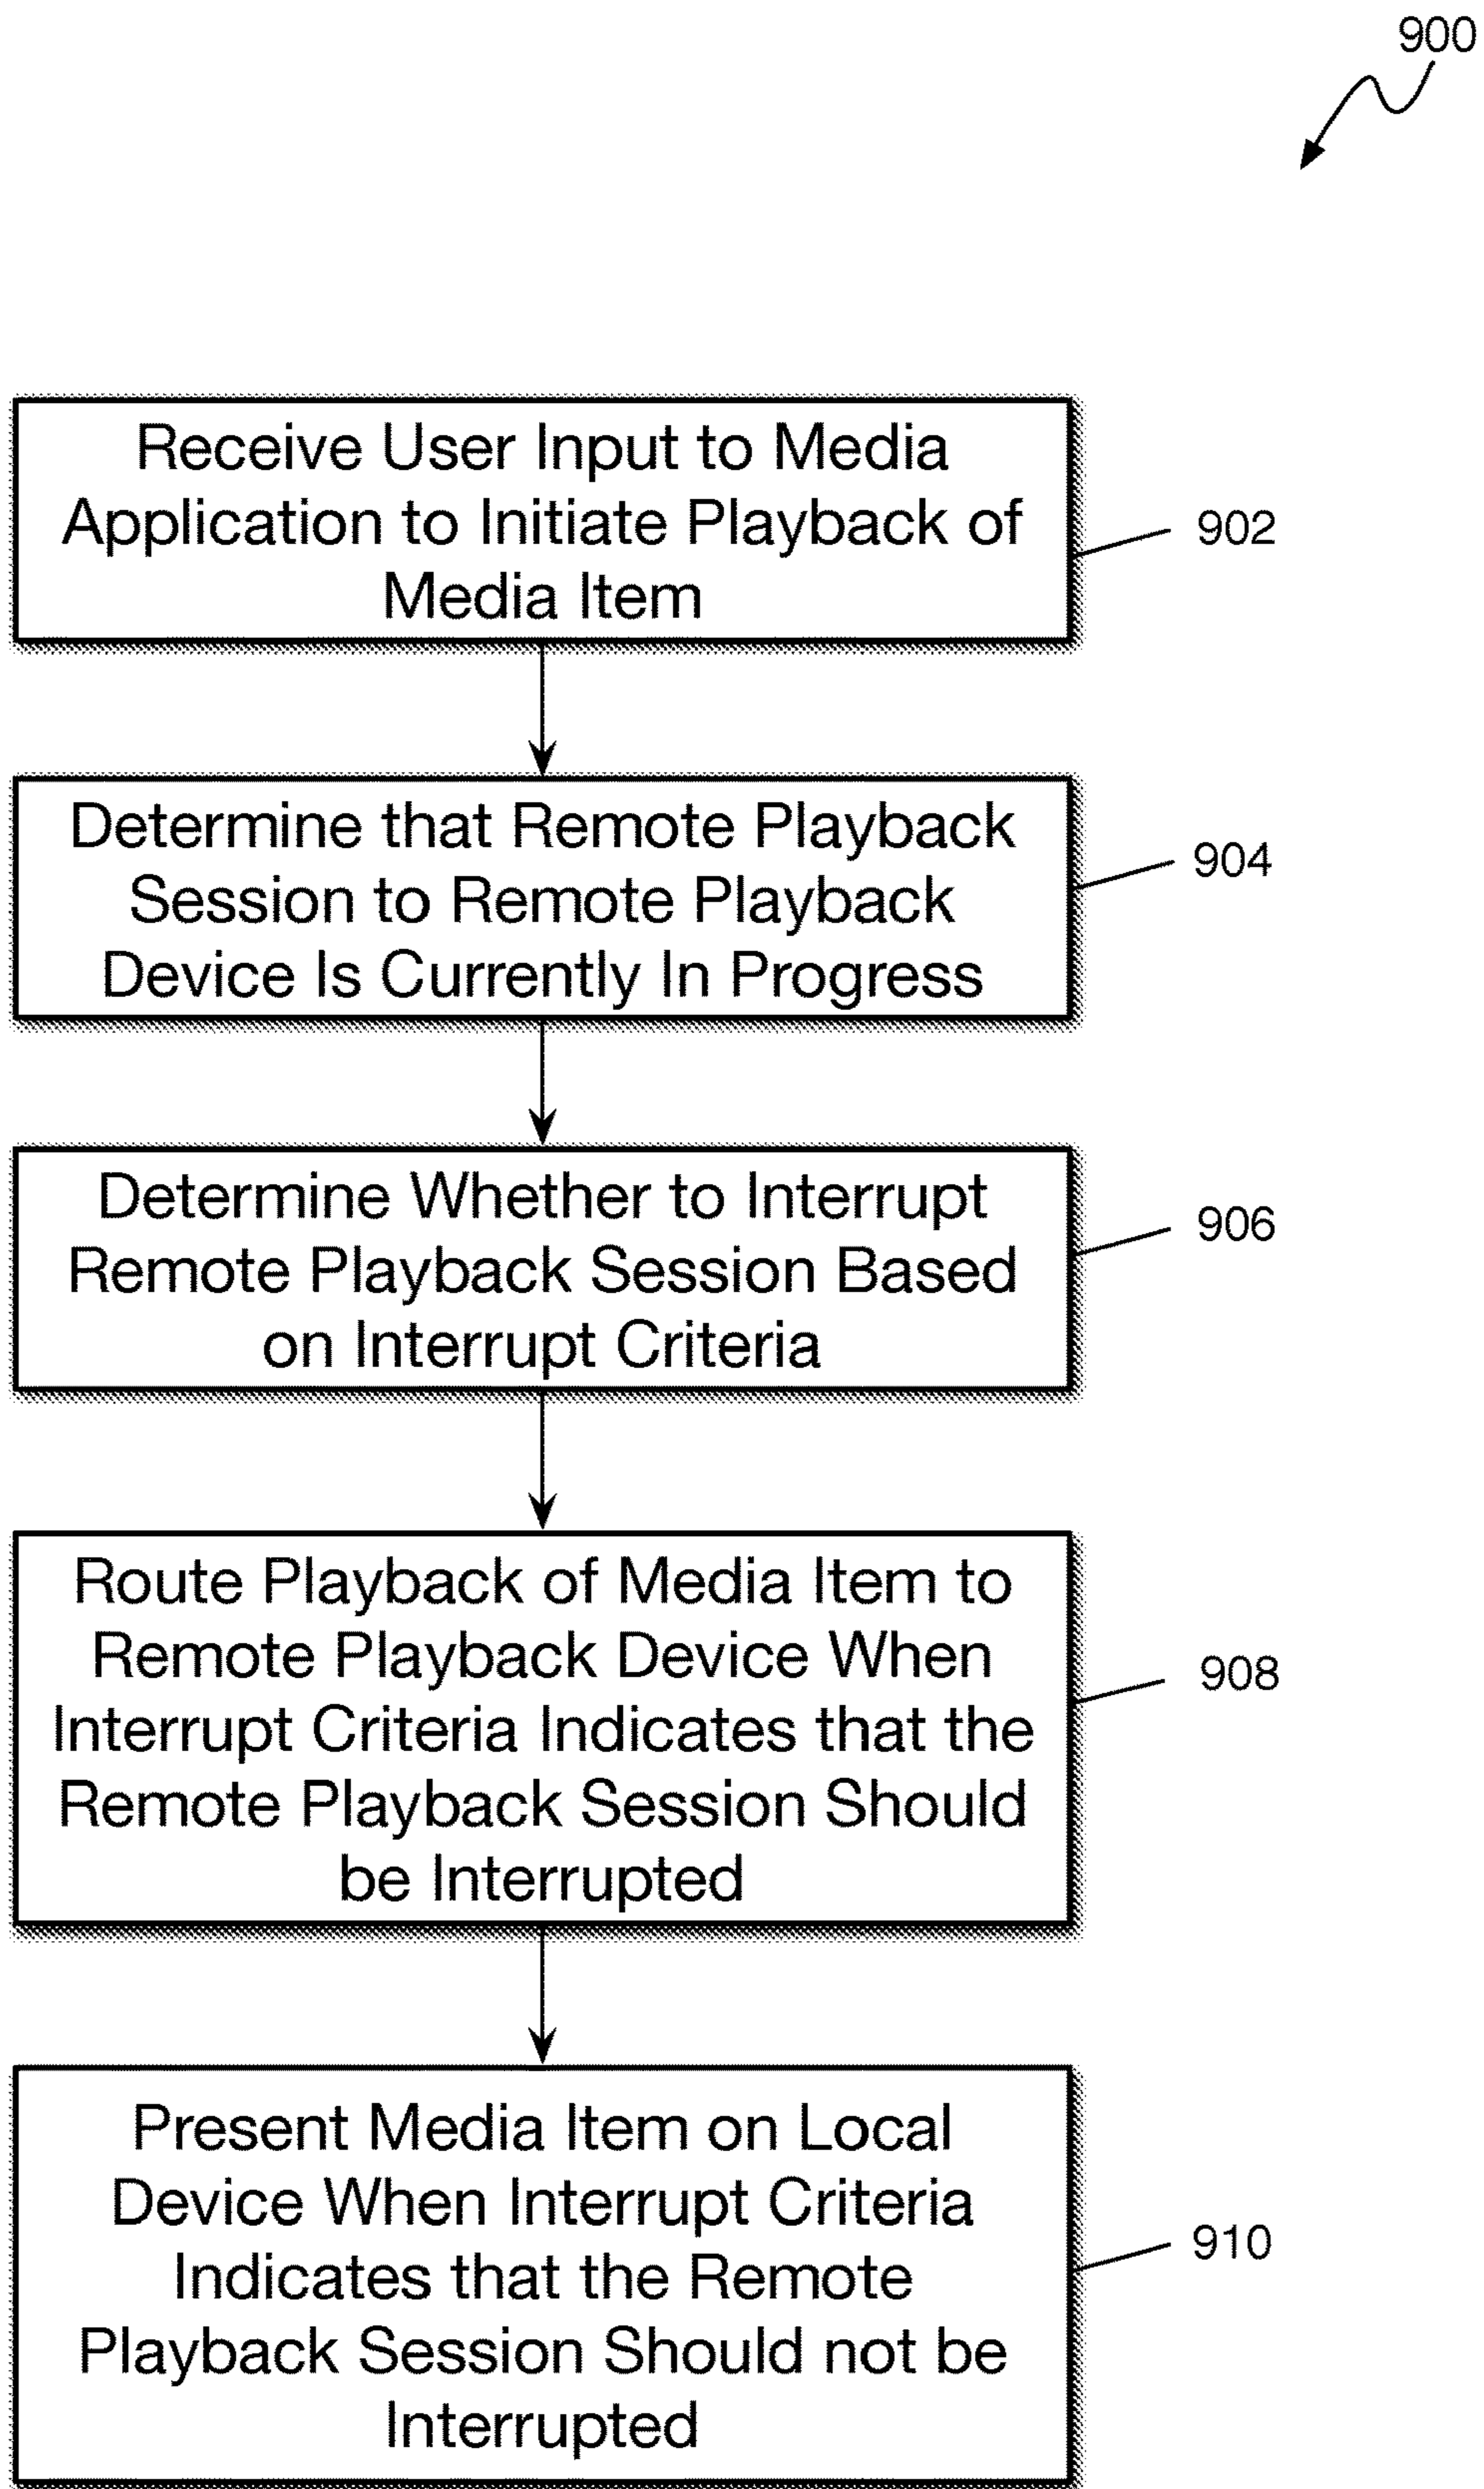 900
Receive User Input to Media
Application to Initiate Playback of
Media Item
902
Determine that Remote Playback
Session to Remote Playback
Device Is Currently In Progress
904
Determine Whether to Interrupt
Remote Playback Session Based
on Interrupt Criteria
906
Route Playback of Media Item to
Remote Playback Device When
Interrupt Criteria Indicates that the
Remote Playback Session Should
be Interrupted
908
Present Media Item on Local
Device When Interrupt Criteria
Indicates that the Remote
Playback Session Should not be
Interrupted
910